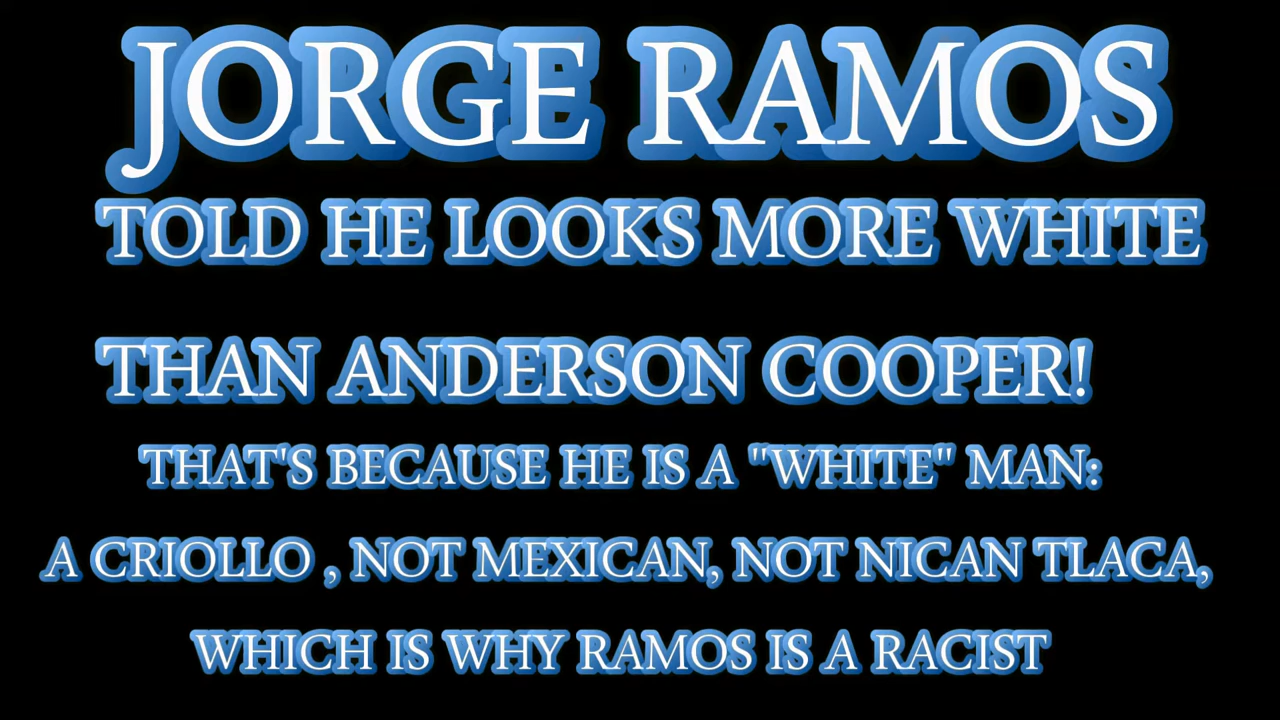 JORGE RAMOS
TOLD HE LOOKS MORE WHITE
THAN ANDERSON COOPER!
THAT'S BECAUSE HE IS A "WHITE" MAN:
A CRIOLLO , NOT MEXICAN, NOT NICAN TLACA,
WHICH IS WHY RAMOS IS A RACIST